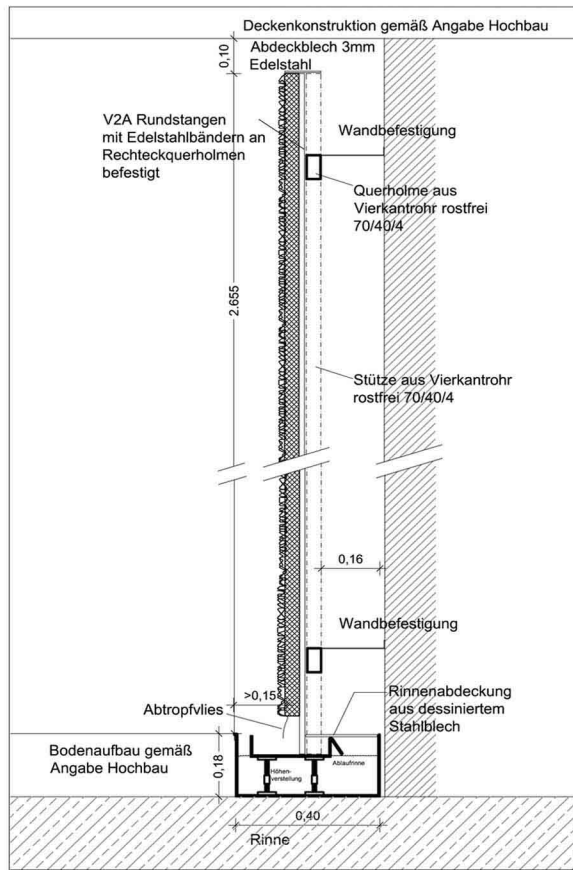 Deckenkonstruktion gemäß Angabe Hochbau
0,10
Abdeckblech 3mm
Edelstahl
V2A Rundstangen
mit Edelstahlbändern an
Rechteckquerholmen
befestigt
Wandbefestigung
Querholme aus
Vierkantrohr rostfrei
70/40/4
2.655
Stütze aus Vierkantrohr
rostfrei 70/40/4
0,16
Wandbefestigung
>0,15
Rinnenabdeckung
aus dessiniertem
Stahlblech
Abtropfvlies
Bodenaufbau gemäß
Angabe Hochbau
0,18
Höhen-
verstellung
Ablaufrinne
0,40
Rinne